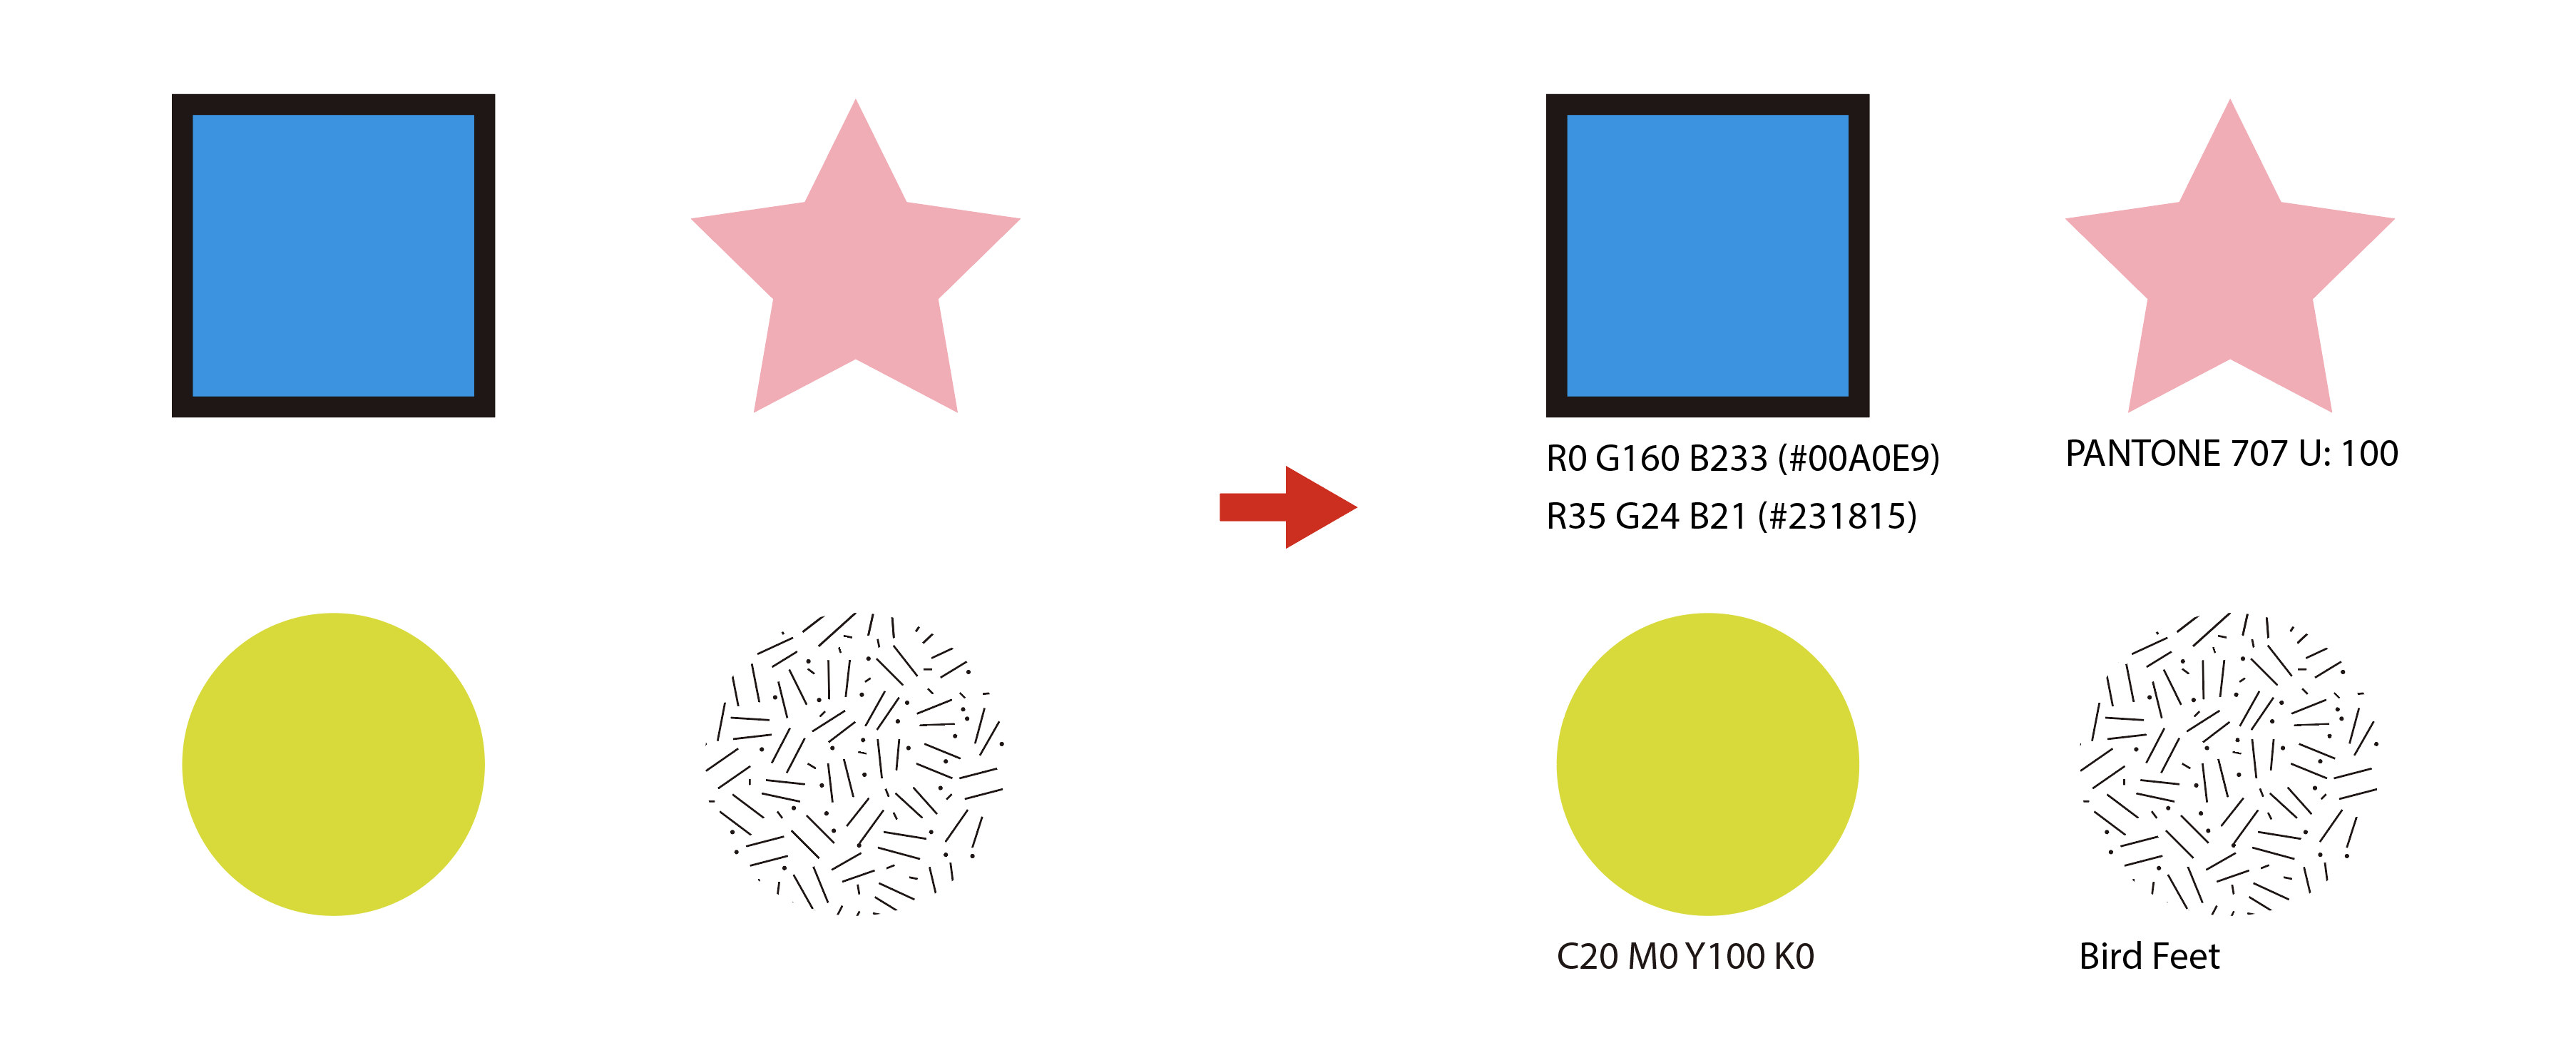 R0 G160 B233 (#00A0E9)
R35 G24 B21 (#231815)
PANTONE 707 U: 100
C20 M0 Y100 K0
Bird Feet